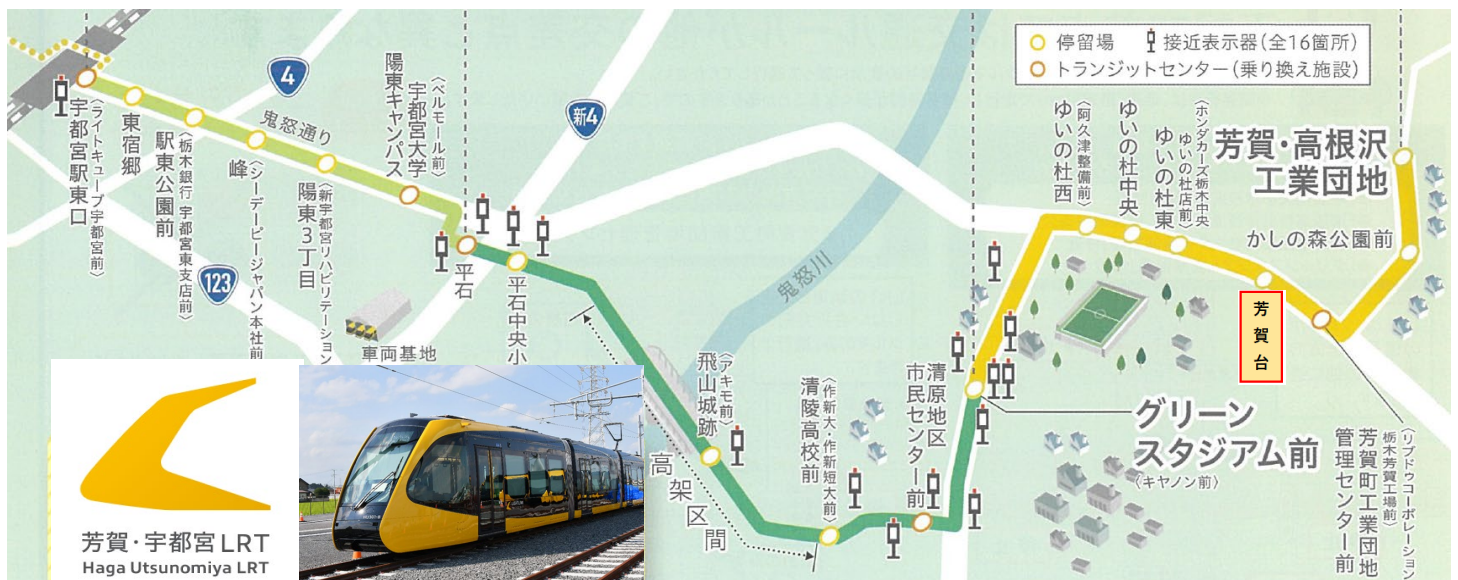 停留場
接近表示器(全16箇所)
トランジットセンター(乗り換え施設)
4
新4
123
鬼怒通り
鬼怒川
〈ライトキューブ宇都宮前〉
宇都宮駅東口
東宿郷
〈栃木銀行 宇都宮東支店前〉
駅東公園前
〈シーデーピージャパン本社前
峰
〈新宇都宮リハビリテーション
陽東3丁目
〈ベルモール前〉
宇都宮大学
陽東キャンパス
平石
平石中央小
車両基地
〈アキモ前〉
飛山城跡
高架区間
〈作新大・作新短大前〉
清陵高校前
清原地区
市民センター前
グリーン
スタジアム前
〈キヤノン前〉
〈阿久津整備前〉
ゆいの杜西
ゆいの杜中央
〈ホンダカーズ栃木中央
ゆいの杜店前〉
ゆいの杜東
芳賀台
〈リブドゥコーポレーション
栃木芳賀工場前〉
芳賀町工業団地
管理センター前
かしの森公園前
芳賀・高根沢
工業団地
芳賀・宇都宮LRT
Haga Utsunomiya LRT